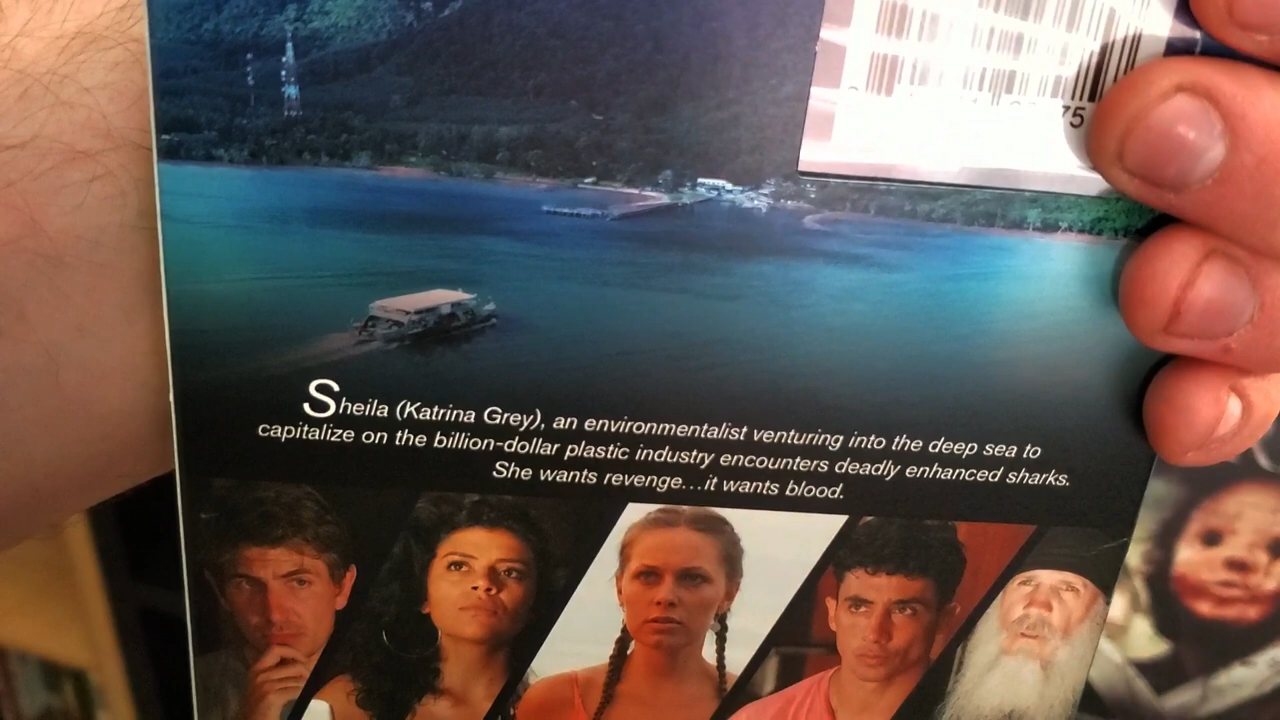 75
Sheila (Katrina Grey), an environmentalist venturing into the deep sea to
capitalize on the billion-dollar plastic industry encounters deadly enhanced sharks.
She wants revenge...it wants blood.